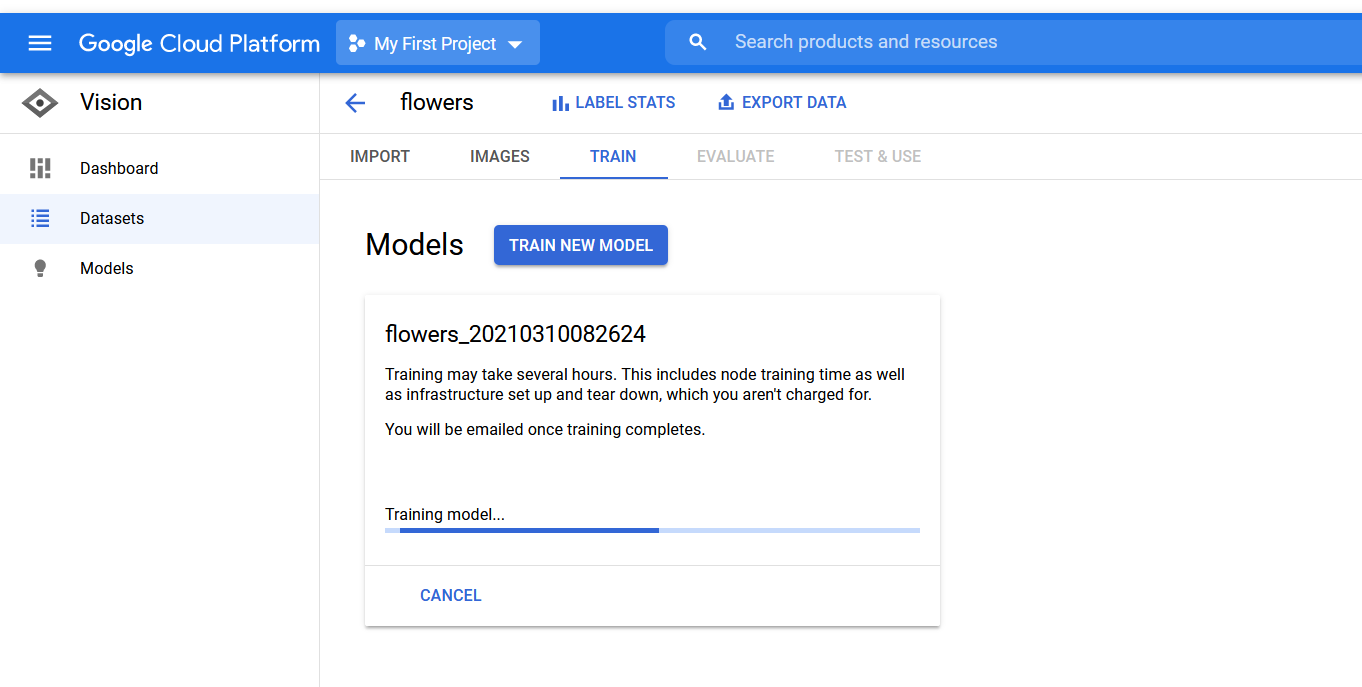 Google Cloud Platform
My First Project
Search products and resources
Vision
flowers
LABEL STATS
EXPORT DATA
Dashboard
Datasets
Models
IMPORT
IMAGES
TRAIN
EVALUATE
TEST & USE
Models
TRAIN NEW MODEL
flowers_20210310082624
Training may take several hours. This includes node training time as well
as infrastructure set up and tear down, which you aren't charged for.
You will be emailed once training completes.
Training model...
CANCEL